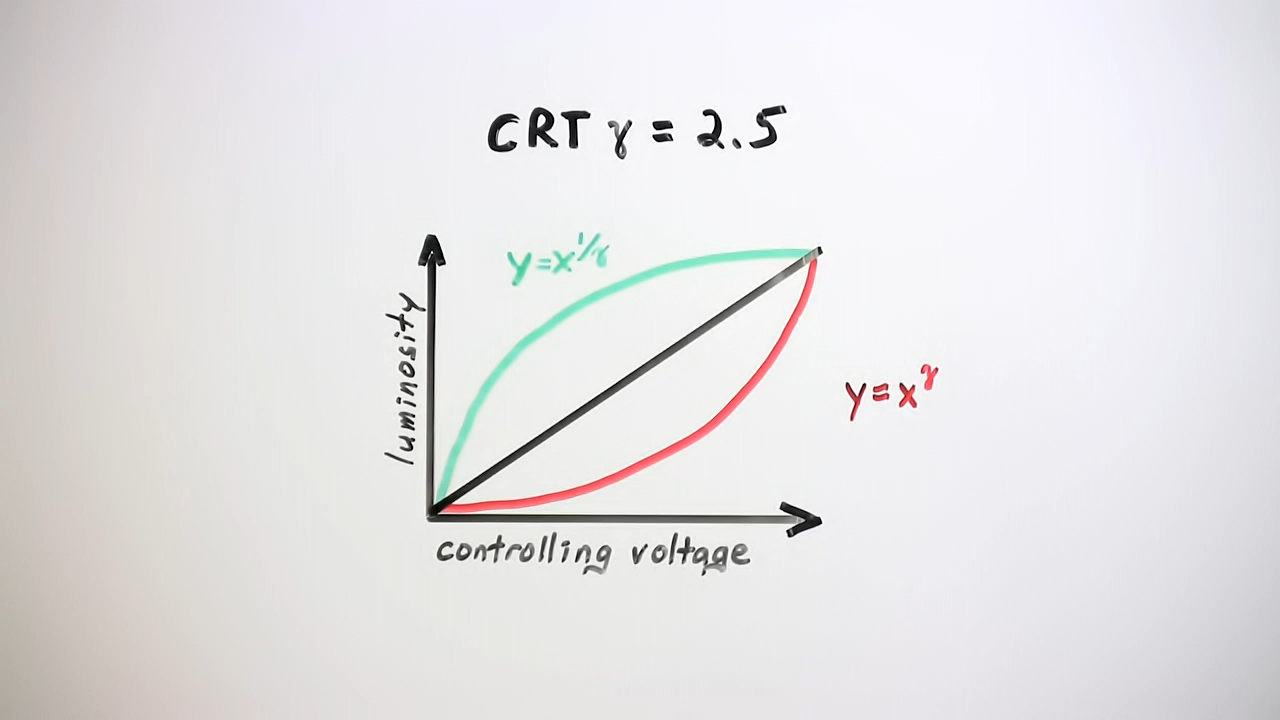 CRT γ = 2.5
y=x^1/γ
luminosity
y=x^γ
controlling voltage